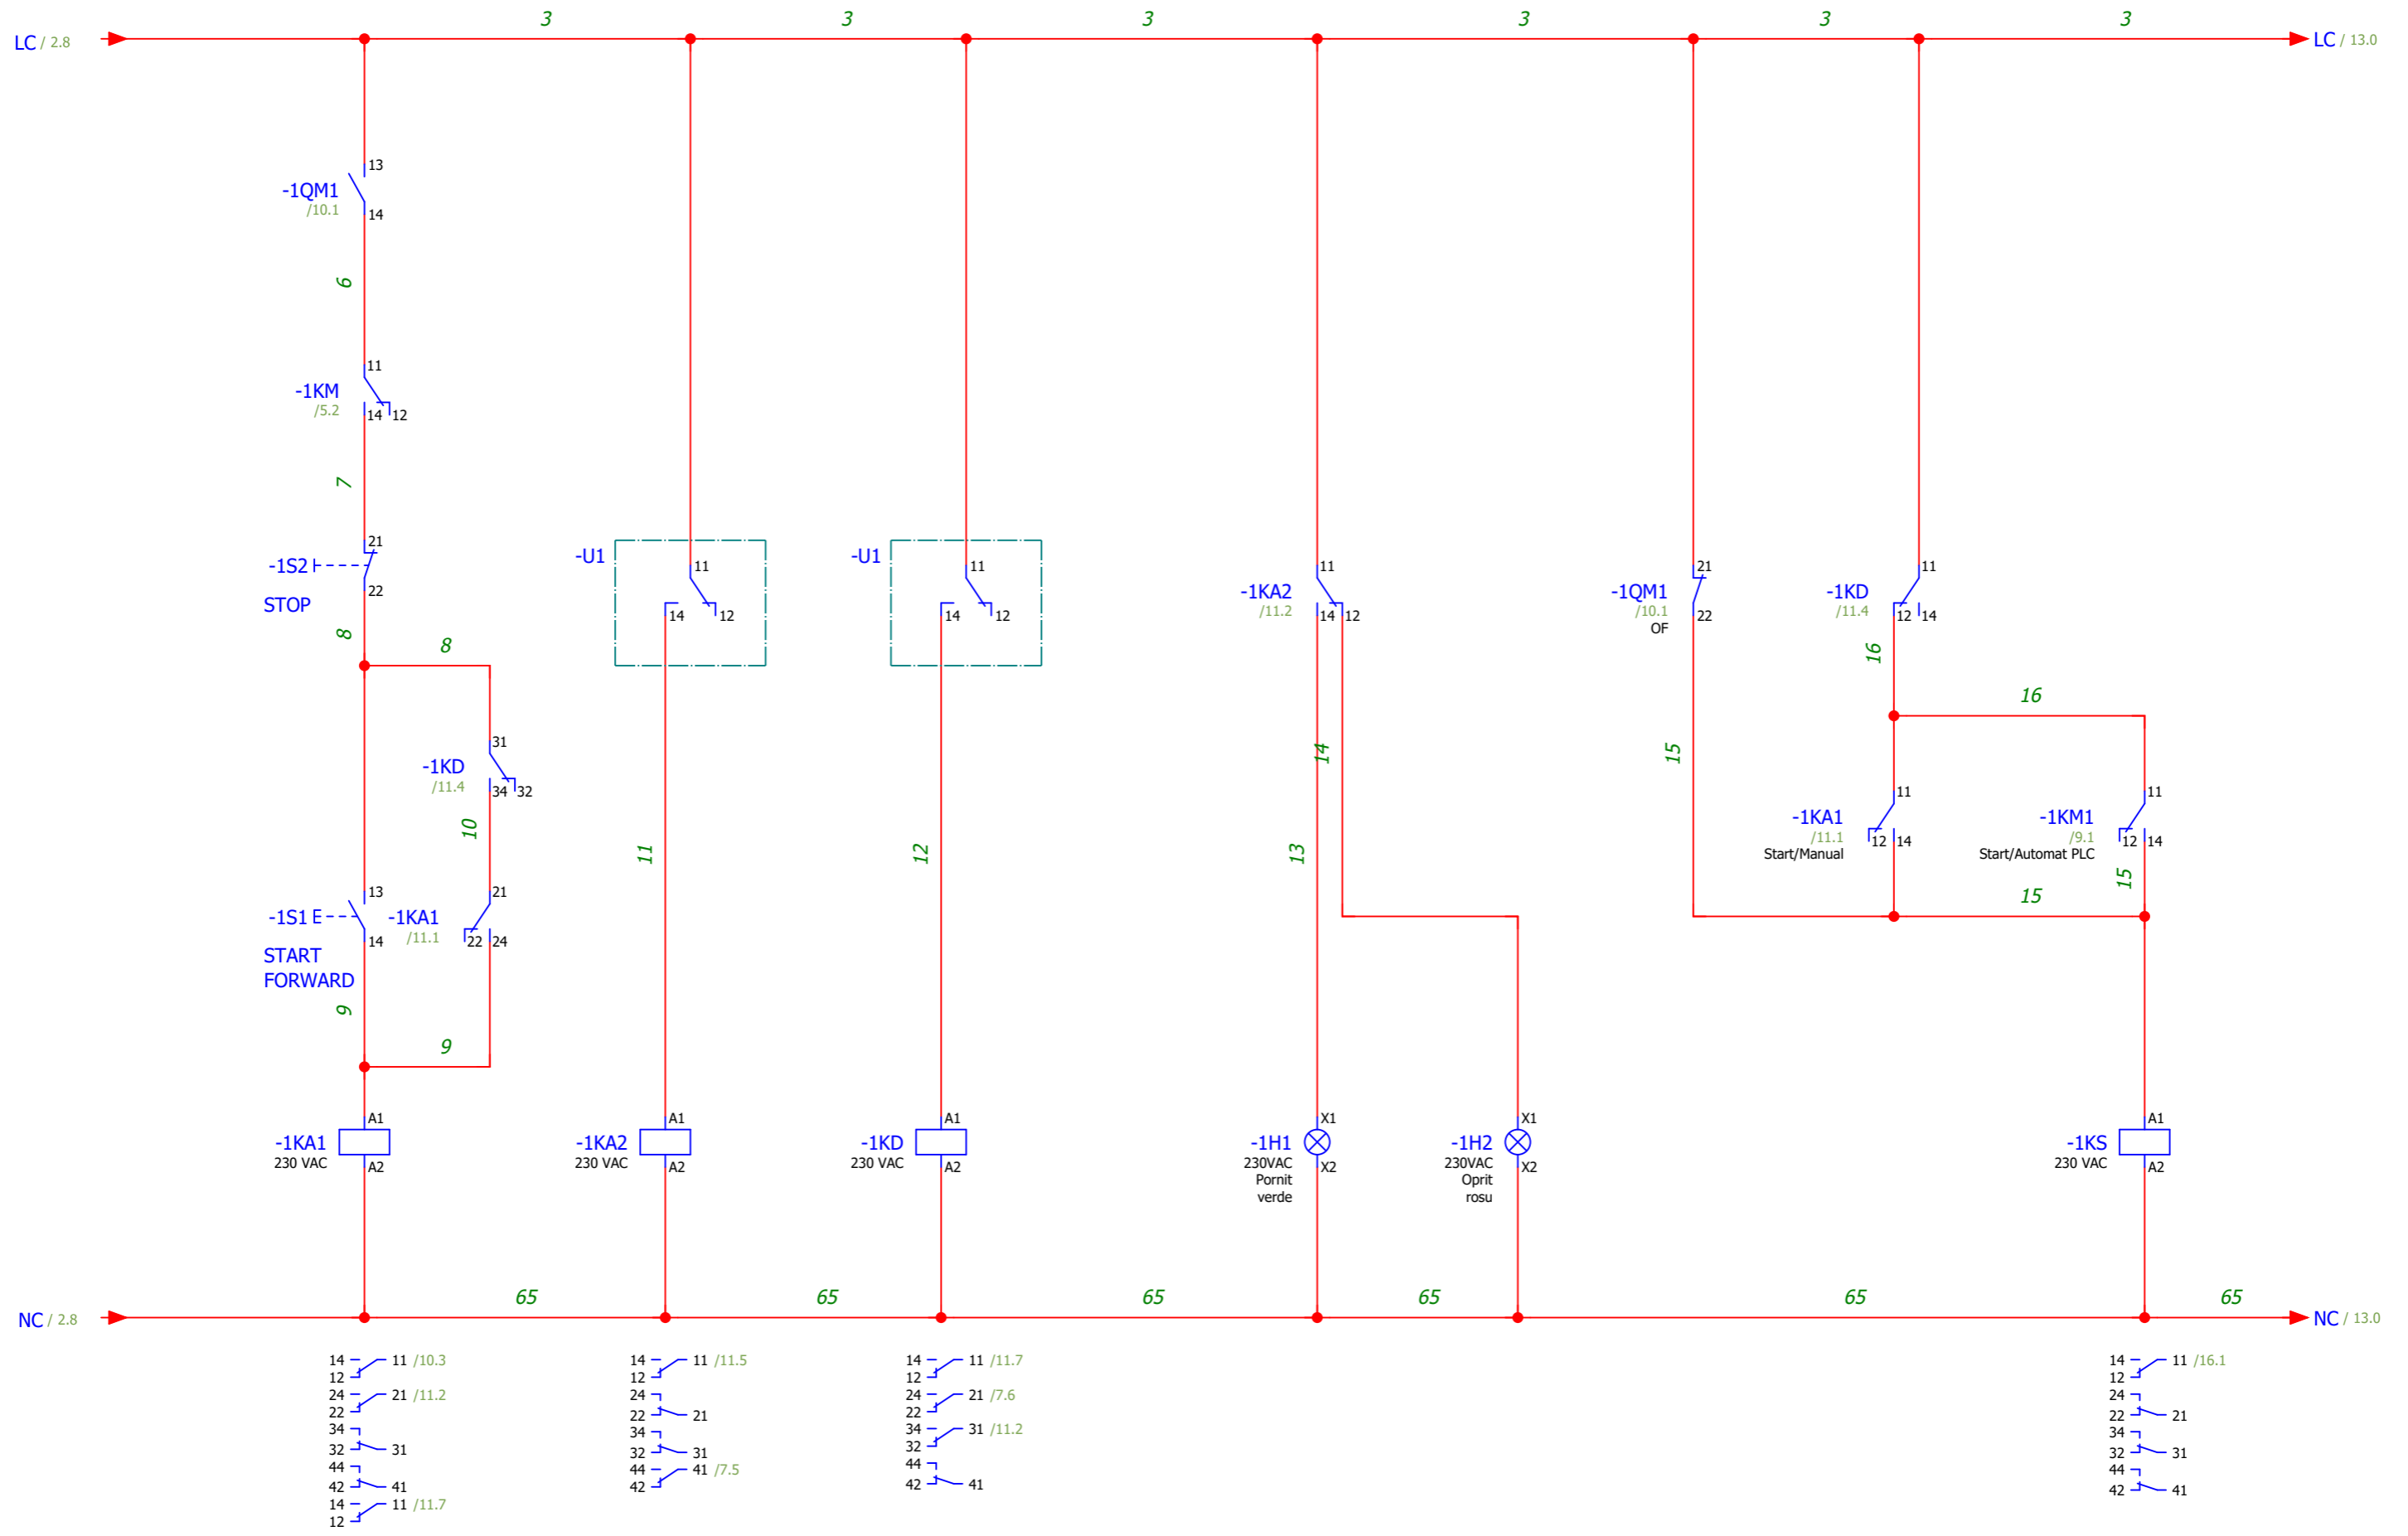 3 3 3 3 3 3
LC / 2.8
LC / 13.0
13
-1QM1
/10.1
14
6
11
-1KM
/5.2
14 12
7
21
-1S2
22
STOP
8
8
31
-1KD
/11.4
34 32
10
13
-1S1
14
START
FORWARD
21
-1KA1
/11.1
22 24
9
9
A1
-1KA1
230 VAC
A2
-U1
11
14 12
11
A1
-1KA2
230 VAC
A2
-U1
11
14 12
12
A1
-1KD
230 VAC
A2
11
-1KA2
/11.2
14 12
14
13
X1
-1H1
230VAC
X2
Pornit
verde
X1
-1H2
230VAC
X2
Oprit
rosu
21
-1QM1
/10.1
22
OF
15
11
-1KD
/11.4
12 14
16
16
11
-1KA1
/11.1
12 14
Start/Manual
11
-1KM1
/9.1
12 14
Start/Automat PLC
15
15
A1
-1KS
230 VAC
A2
65 65 65 65 65 65
NC / 2.8
NC / 13.0
14 11 /10.3
12
24 21 /11.2
22
34
32 31
44
42 41
14 11 /11.7
12
14 11 /11.5
12
24
22 21
34
32 31
44 41 /7.5
42
14 11 /11.7
12
24 21 /7.6
22
34 31 /11.2
32
44
42 41
14 11 /16.1
12
24
22 21
34
32 31
44
42 41